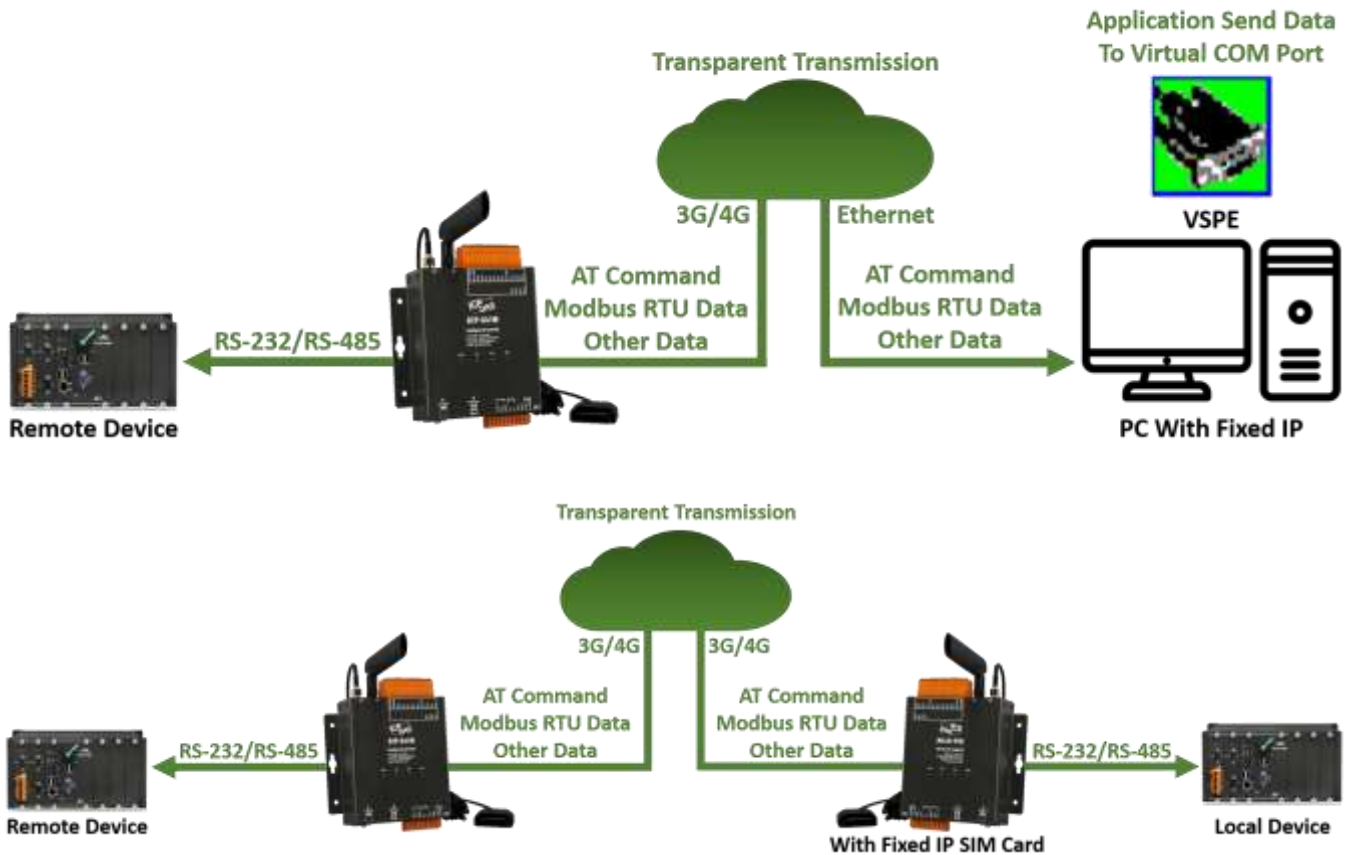 Application Send Data
To Virtual COM Port
Transparent Transmission
3G/4G
Ethernet
VSPE
AT Command
Modbus RTU Data
Other Data
AT Command
Modbus RTU Data
Other Data
RS-232/RS-485
Remote Device
PC With Fixed IP
Transparent Transmission
3G/4G
3G/4G
AT Command
Modbus RTU Data
Other Data
AT Command
Modbus RTU Data
Other Data
RS-232/RS-485
RS-232/RS-485
Remote Device
With Fixed IP SIM Card
Local Device